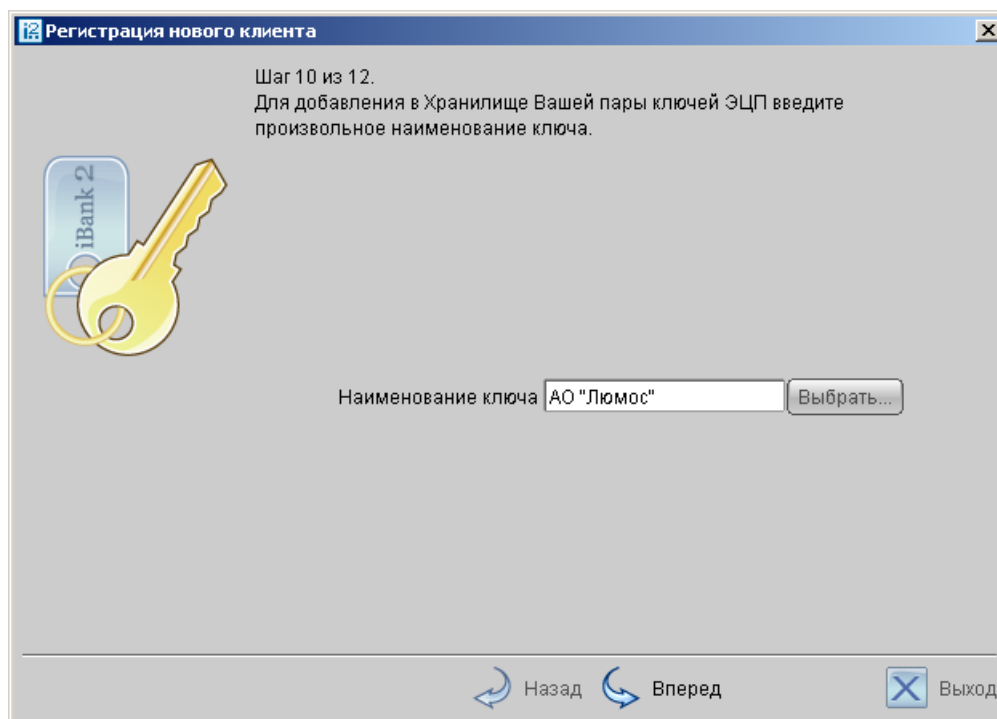 Регистрация нового клиента
Шаг 10 из 12.
Для добавления в Хранилище Вашей пары ключей ЭЦП введите
произвольное наименование ключа.
iBank 2
Наименование ключа АО "Люмос" Выбрать...
Назад Вперед Выход